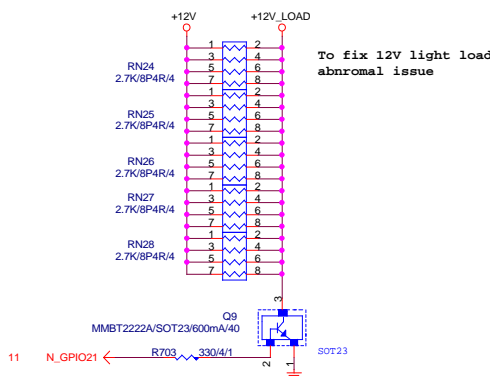 +12V +12V_LOAD
To fix 12V light load
abnromal issue
1 2
3 4
RN24
5 6
2.7K/8P4R/4
7 8
1 2
3 4
RN25
5 6
2.7K/8P4R/4
7 8
1 2
3 4
RN26
5 6
2.7K/8P4R/4
7 8
1 2
3 4
RN27
5 6
2.7K/8P4R/4
7 8
1 2
3 4
RN28
5 6
2.7K/8P4R/4
7 8
3
Q9
MMBT2222A/SOT23/600mA/40
SOT23
2 1
11 N_GPIO21 R703 330/4/1